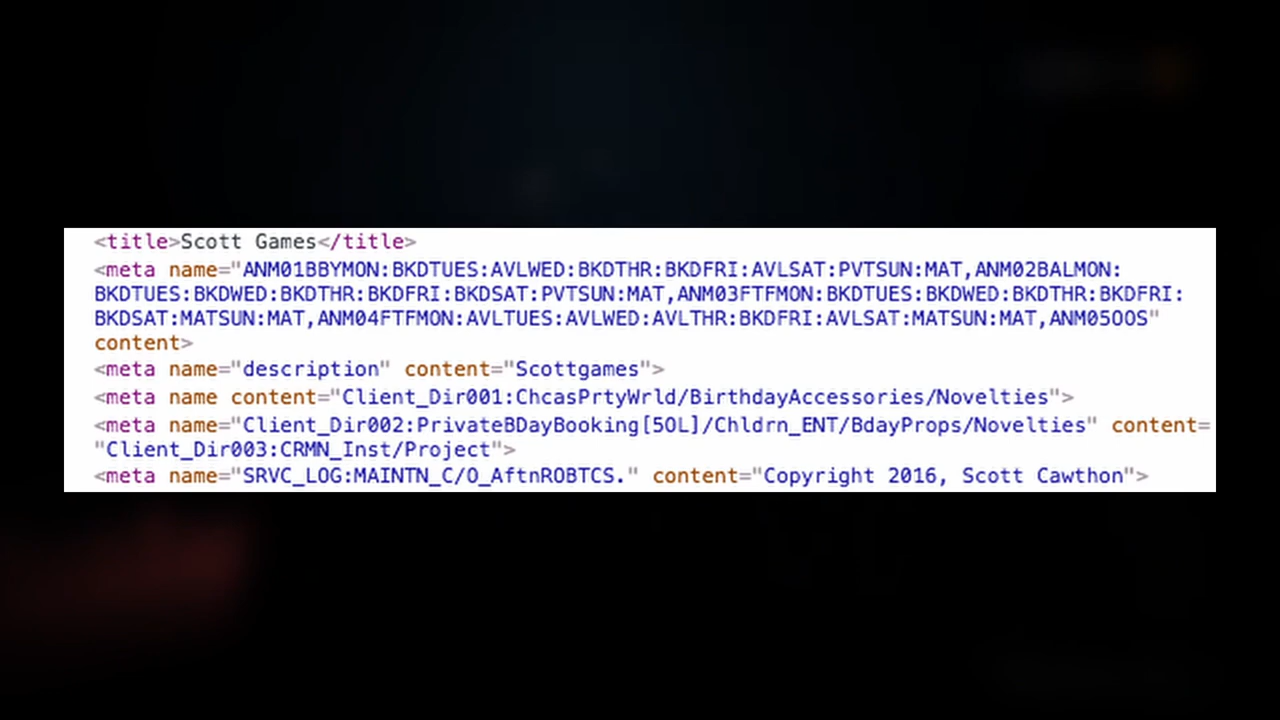 <title>Scott Games</title>
<meta name="ANM01BBYMON:BKDTUES:AVLWED:BKDTHR:BKDFRI:AVLSAT:PVTSUN:MAT,ANM02BALMON:
BKDTUES:BKDWED:BKDTHR:BKDFRI:BKDSAT:PVTSUN:MAT,ANM03FTFMON:BKDTUES:BKDWED:BKDTHR:BKDFRI:
BKDSAT:MATSUN:MAT,ANM04FTFMON:AVLTUES:AVLWED:AVLTHR:BKDFRI:AVLSAT:MATSUN:MAT,ANM05OOS"
content>
<meta name="description" content="Scottgames">
<meta name content="Client_Dir001:ChcasPrtyWrld/BirthdayAccessories/Novelties">
<meta name="Client_Dir002:PrivateBDayBooking[5OL]/Chldrn_ENT/BdayProps/Novelties" content=
"Client_Dir003:CRMN_Inst/Project">
<meta name="SRVC_LOG:MAINTN_C/O_AftnROBTCS." content="Copyright 2016, Scott Cawthon">